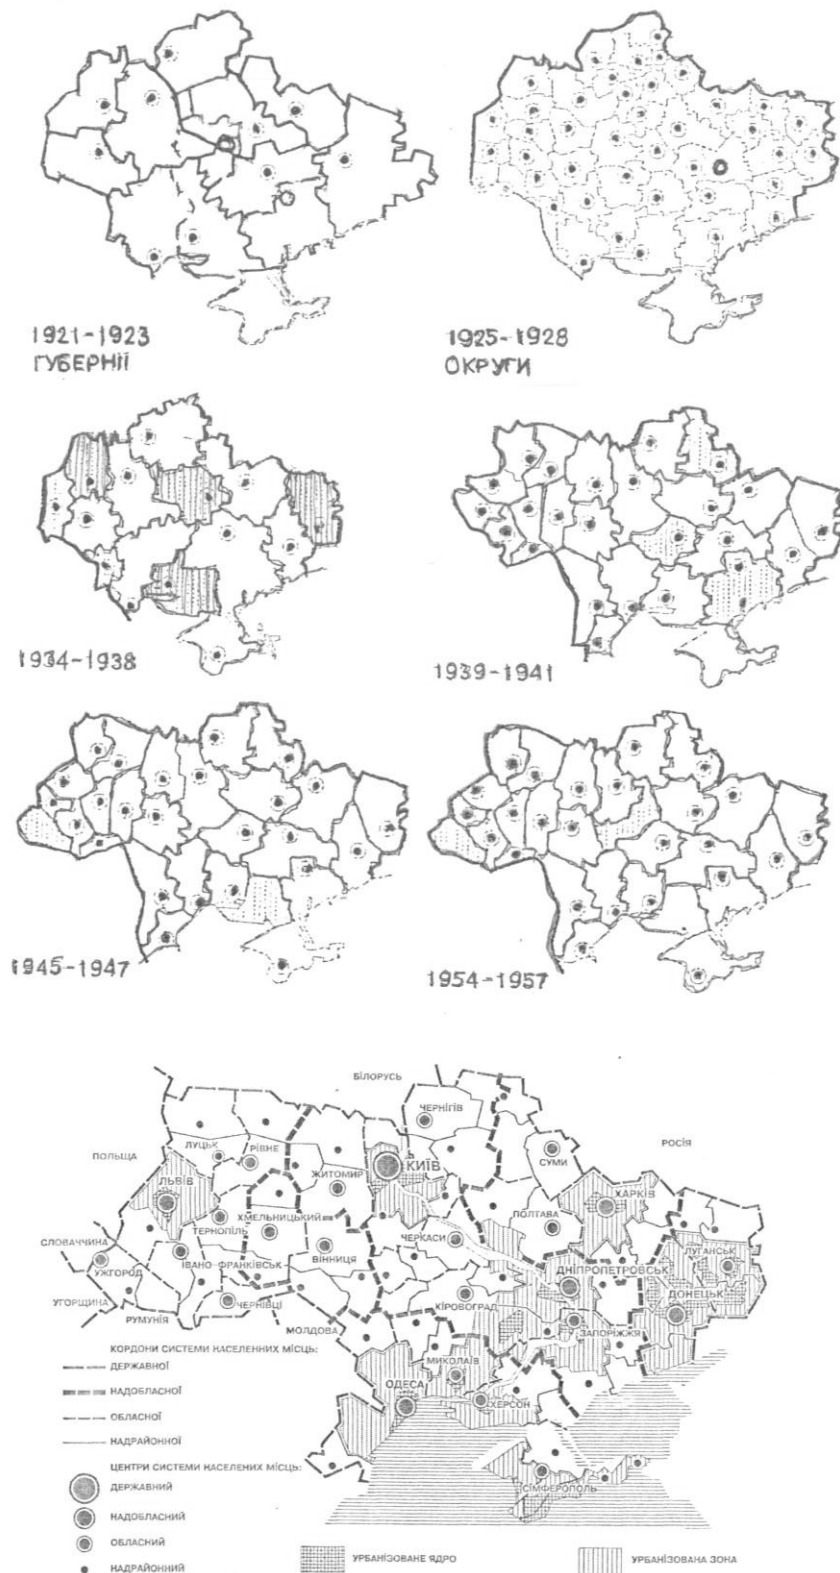 1921-1923
ГУБЕРНІЇ
1925-1928
ОКРУГИ
1934-1938
1939-1941
1945-1947
1954-1957
БІЛОРУСЬ
ЧЕРНІГІВ
РОСІЯ
ПОЛЬЩА
ЛУЦЬК
РІВНЕ
КИЇВ
СУМИ
ЖИТОМИР
ЛЬВІВ
ХАРКІВ
ХМЕЛЬНИЦЬКИЙ
ПОЛТАВА
ТЕРНОПІЛЬ
ЧЕРКАСИ
СЛОВАЧЧИНА
ЛУГАНСЬК
ВІННИЦЯ
ІВАНО-ФРАНКІВСЬК
ДНІПРОПЕТРОВСЬК
УЖГОРОД
ДОНЕЦЬК
УГОРЩИНА
ЧЕРНІВЦІ
КІРОВОГРАД
РУМУНІЯ
ЗАПОРІЖЖЯ
МОЛДОВА
КОРДОНИ СИСТЕМИ НАСЕЛЕННИХ МІСЦЬ:
ДЕРЖАВНОЇ
МИКОЛАЇВ
ОДЕСА
НАДОБЛАСНОЇ
ХЕРСОН
ОБЛАСНОЇ
НАДРАЙОННОЇ
ЦЕНТРИ СИСТЕМИ НАСЕЛЕНИХ МІСЦЬ:
ДЕРЖАВНИЙ
СІМФЕРОПОЛЬ
НАДОБЛАСНИЙ
ОБЛАСНИЙ
НАДРАЙОННИЙ
УРБАНІЗОВАНЕ ЯДРО
УРБАНІЗОВАНА ЗОНА